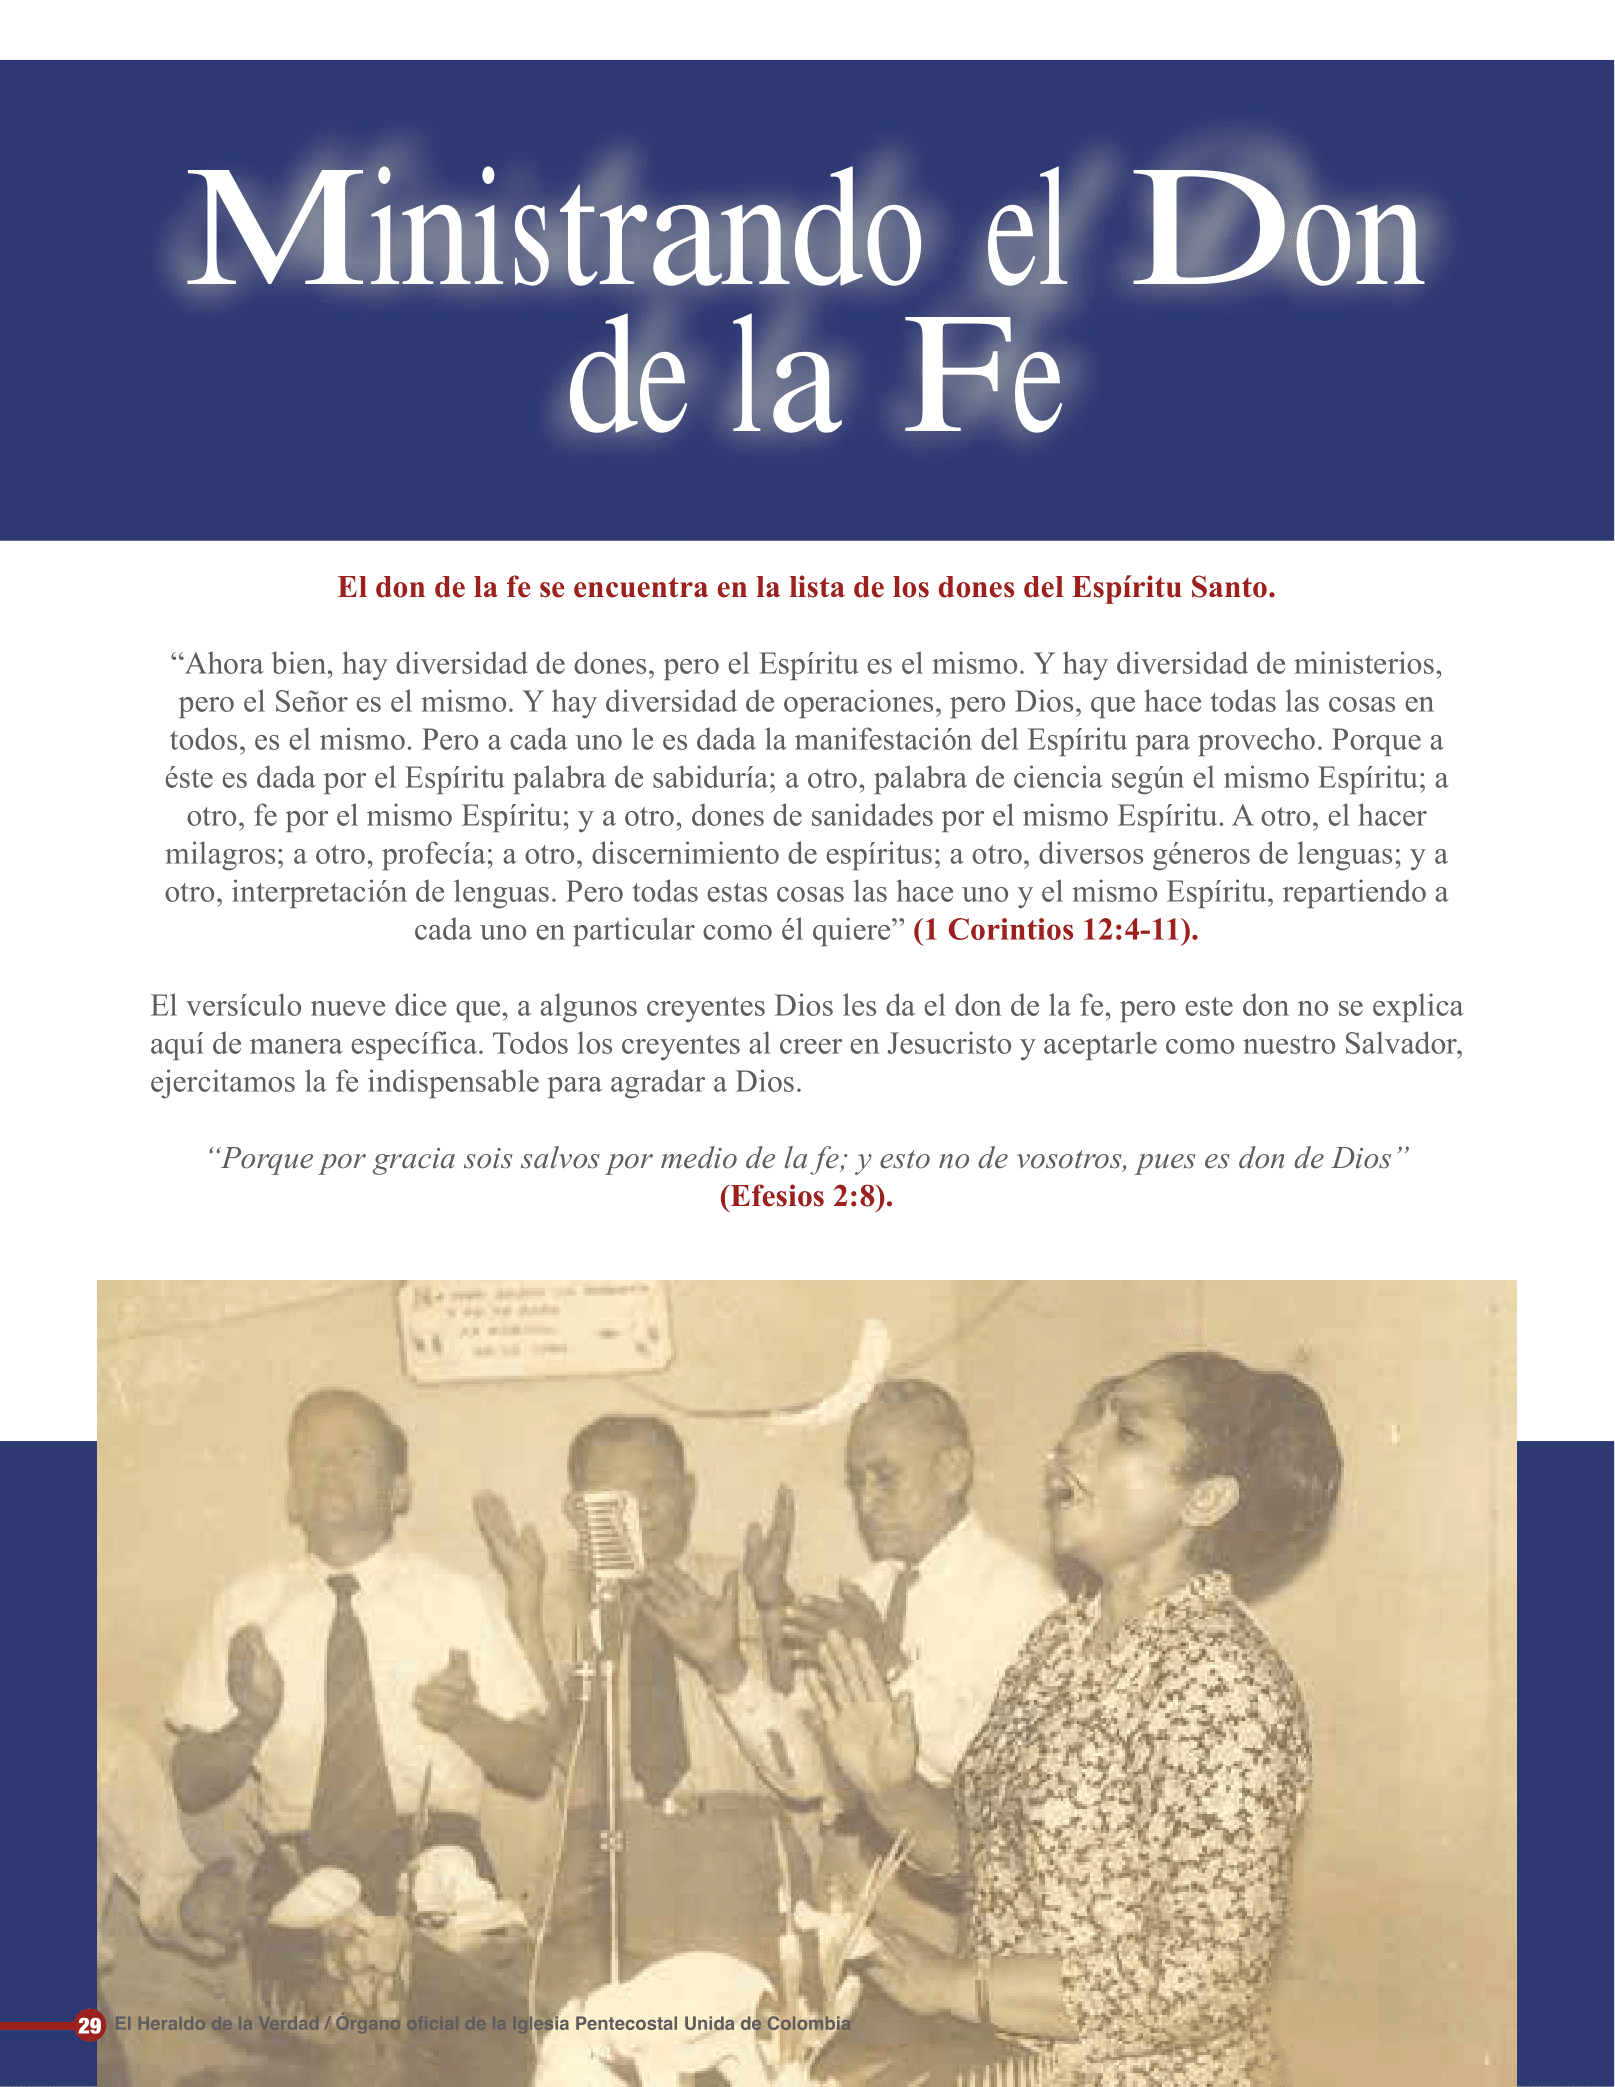 Ministrando el Don
de la Fe
El don de la fe se encuentra en la lista de los dones del Espíritu Santo.
“Ahora bien, hay diversidad de dones, pero el Espíritu es el mismo. Y hay diversidad de ministerios,
pero el Señor es el mismo. Y hay diversidad de operaciones, pero Dios, que hace todas las cosas en
todos, es el mismo. Pero a cada uno le es dada la manifestación del Espíritu para provecho. Porque a
éste es dada por el Espíritu palabra de sabiduría; a otro, palabra de ciencia según el mismo Espíritu; a
otro, fe por el mismo Espíritu; y a otro, dones de sanidades por el mismo Espíritu. A otro, el hacer
milagros; a otro, profecía; a otro, discernimiento de espíritus; a otro, diversos géneros de lenguas; y a
otro, interpretación de lenguas. Pero todas estas cosas las hace uno y el mismo Espíritu, repartiendo a
cada uno en particular como él quiere” (1 Corintios 12:4-11).
El versículo nueve dice que, a algunos creyentes Dios les da el don de la fe, pero este don no se explica
aquí de manera específica. Todos los creyentes al creer en Jesucristo y aceptarle como nuestro Salvador,
ejercitamos la fe indispensable para agradar a Dios.
“Porque por gracia sois salvos por medio de la fe; y esto no de vosotros, pues es don de Dios”
(Efesios 2:8).
29 El Heraldo de la Verdad / Órgano oficial de la Iglesia Pentecostal Unida de Colombia